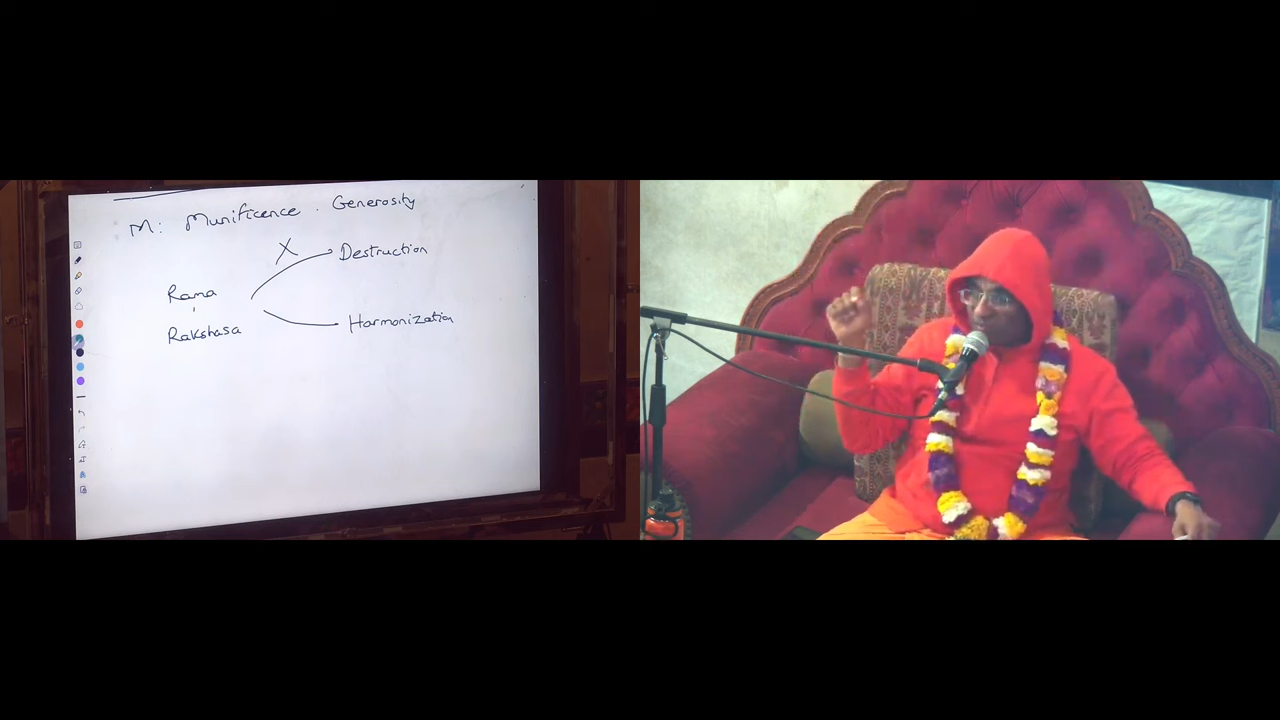 M: Munificence . Generosity
X
Destruction
Rama
Rakshasa
Harmonization